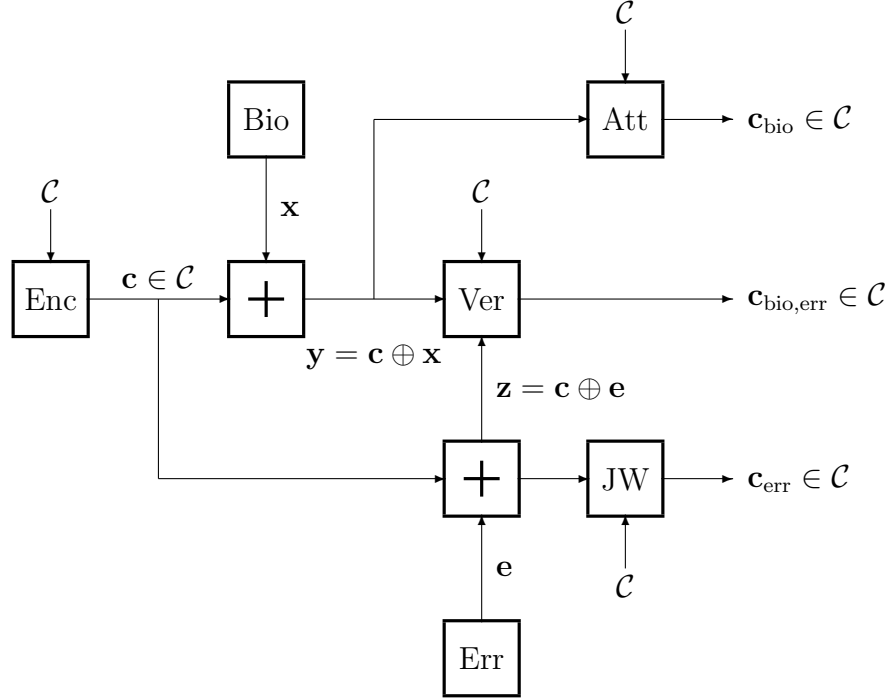 𝒞
Bio
Att
𝐜_bio ∈ 𝒞
𝐱
𝒞
𝒞
Enc
𝐜 ∈ 𝒞
+
Ver
𝐜_bio,err ∈ 𝒞
𝐲 = 𝐜 ⊕ 𝐱
𝐳 = 𝐜 ⊕ 𝐞
+
JW
𝐜_err ∈ 𝒞
𝐞
𝒞
Err